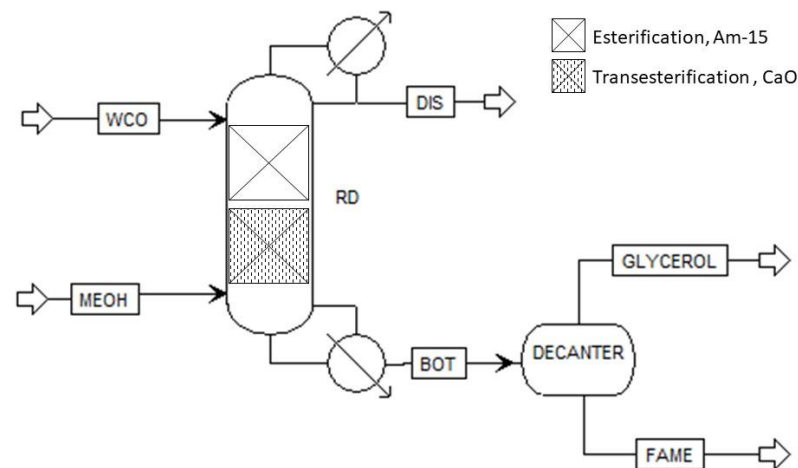 Esterification, Am-15
Transesterification , CaO
DIS
WCO
RD
GLYCEROL
MEOH
DECANTER
BOT
FAME